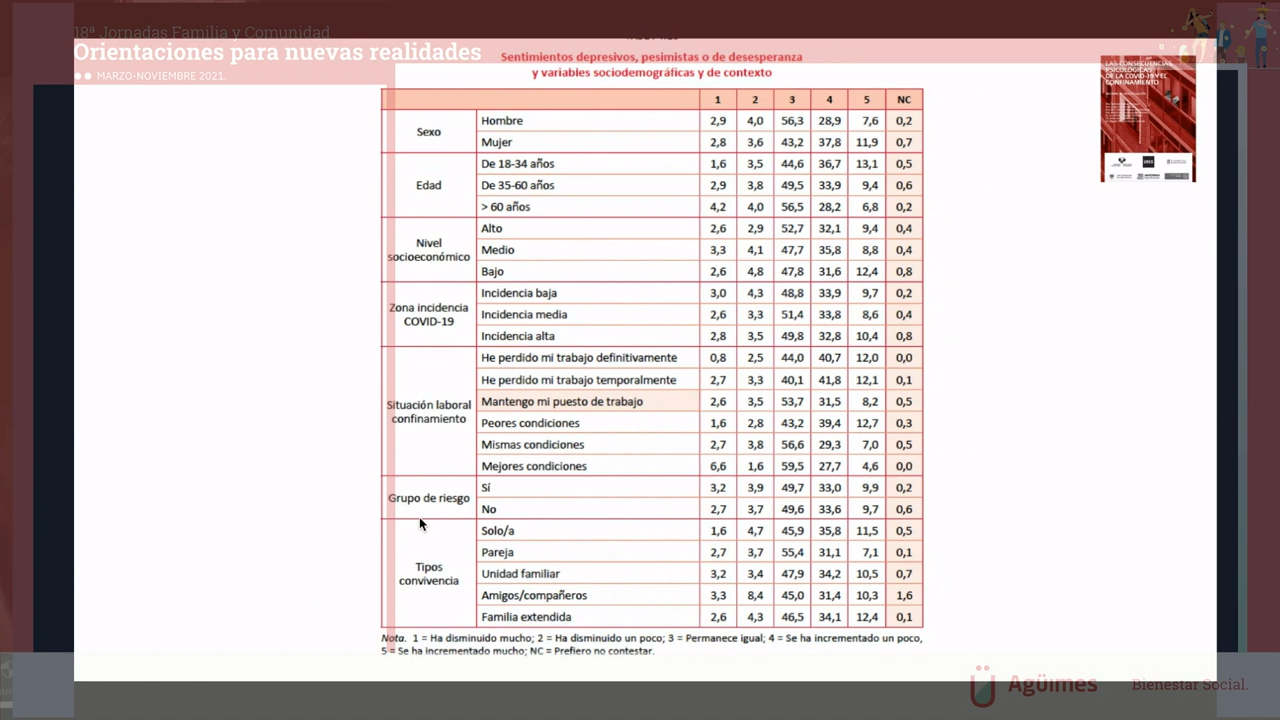 18ª Jornadas Familia y Comunidad
Orientaciones para nuevas realidades
MARZO-NOVIEMBRE 2021.
Sentimientos depresivos, pesimistas o de desesperanza
y variables sociodemográficas y de contexto
1 2 3 4 5 NC
Sexo
Hombre 2,9 4,0 56,3 28,9 7,6 0,2
Mujer 2,8 3,6 43,2 37,8 11,9 0,7
Edad
De 18-34 años 1,6 3,5 44,6 36,7 13,1 0,5
De 35-60 años 2,9 3,8 49,5 33,9 9,4 0,6
> 60 años 4,2 4,0 56,5 28,2 6,8 0,2
Nivel
socioeconómico
Alto 2,6 2,9 52,7 32,1 9,4 0,4
Medio 3,3 4,1 47,7 35,8 8,8 0,4
Bajo 2,6 4,8 47,8 31,6 12,4 0,8
Zona incidencia
COVID-19
Incidencia baja 3,0 4,3 48,8 33,9 9,7 0,2
Incidencia media 2,6 3,3 51,4 33,8 8,6 0,4
Incidencia alta 2,8 3,5 49,8 32,8 10,4 0,8
Situación laboral
confinamiento
He perdido mi trabajo definitivamente 0,8 2,5 44,0 40,7 12,0 0,0
He perdido mi trabajo temporalmente 2,7 3,3 40,1 41,8 12,1 0,1
Mantengo mi puesto de trabajo 2,6 3,5 53,7 31,5 8,2 0,5
Peores condiciones 1,6 2,8 43,2 39,4 12,7 0,3
Mismas condiciones 2,7 3,8 56,6 29,3 7,0 0,5
Mejores condiciones 6,6 1,6 59,5 27,7 4,6 0,0
Grupo de riesgo
Sí 3,2 3,9 49,7 33,0 9,9 0,2
No 2,7 3,7 49,6 33,6 9,7 0,6
Tipos
convivencia
Solo/a 1,6 4,7 45,9 35,8 11,5 0,5
Pareja 2,7 3,7 55,4 31,1 7,1 0,1
Unidad familiar 3,2 3,4 47,9 34,2 10,5 0,7
Amigos/compañeros 3,3 8,4 45,0 31,4 10,3 1,6
Familia extendida 2,6 4,3 46,5 34,1 12,4 0,1
Nota. 1 = Ha disminuido mucho; 2 = Ha disminuido un poco; 3 = Permanece igual; 4 = Se ha incrementado un poco,
5 = Se ha incrementado mucho; NC = Prefiero no contestar.
LAS CONSECUENCIAS
PSICOLÓGICAS
DE LA COVID-19 Y EL
CONFINAMIENTO
Agüimes
Bienestar Social.